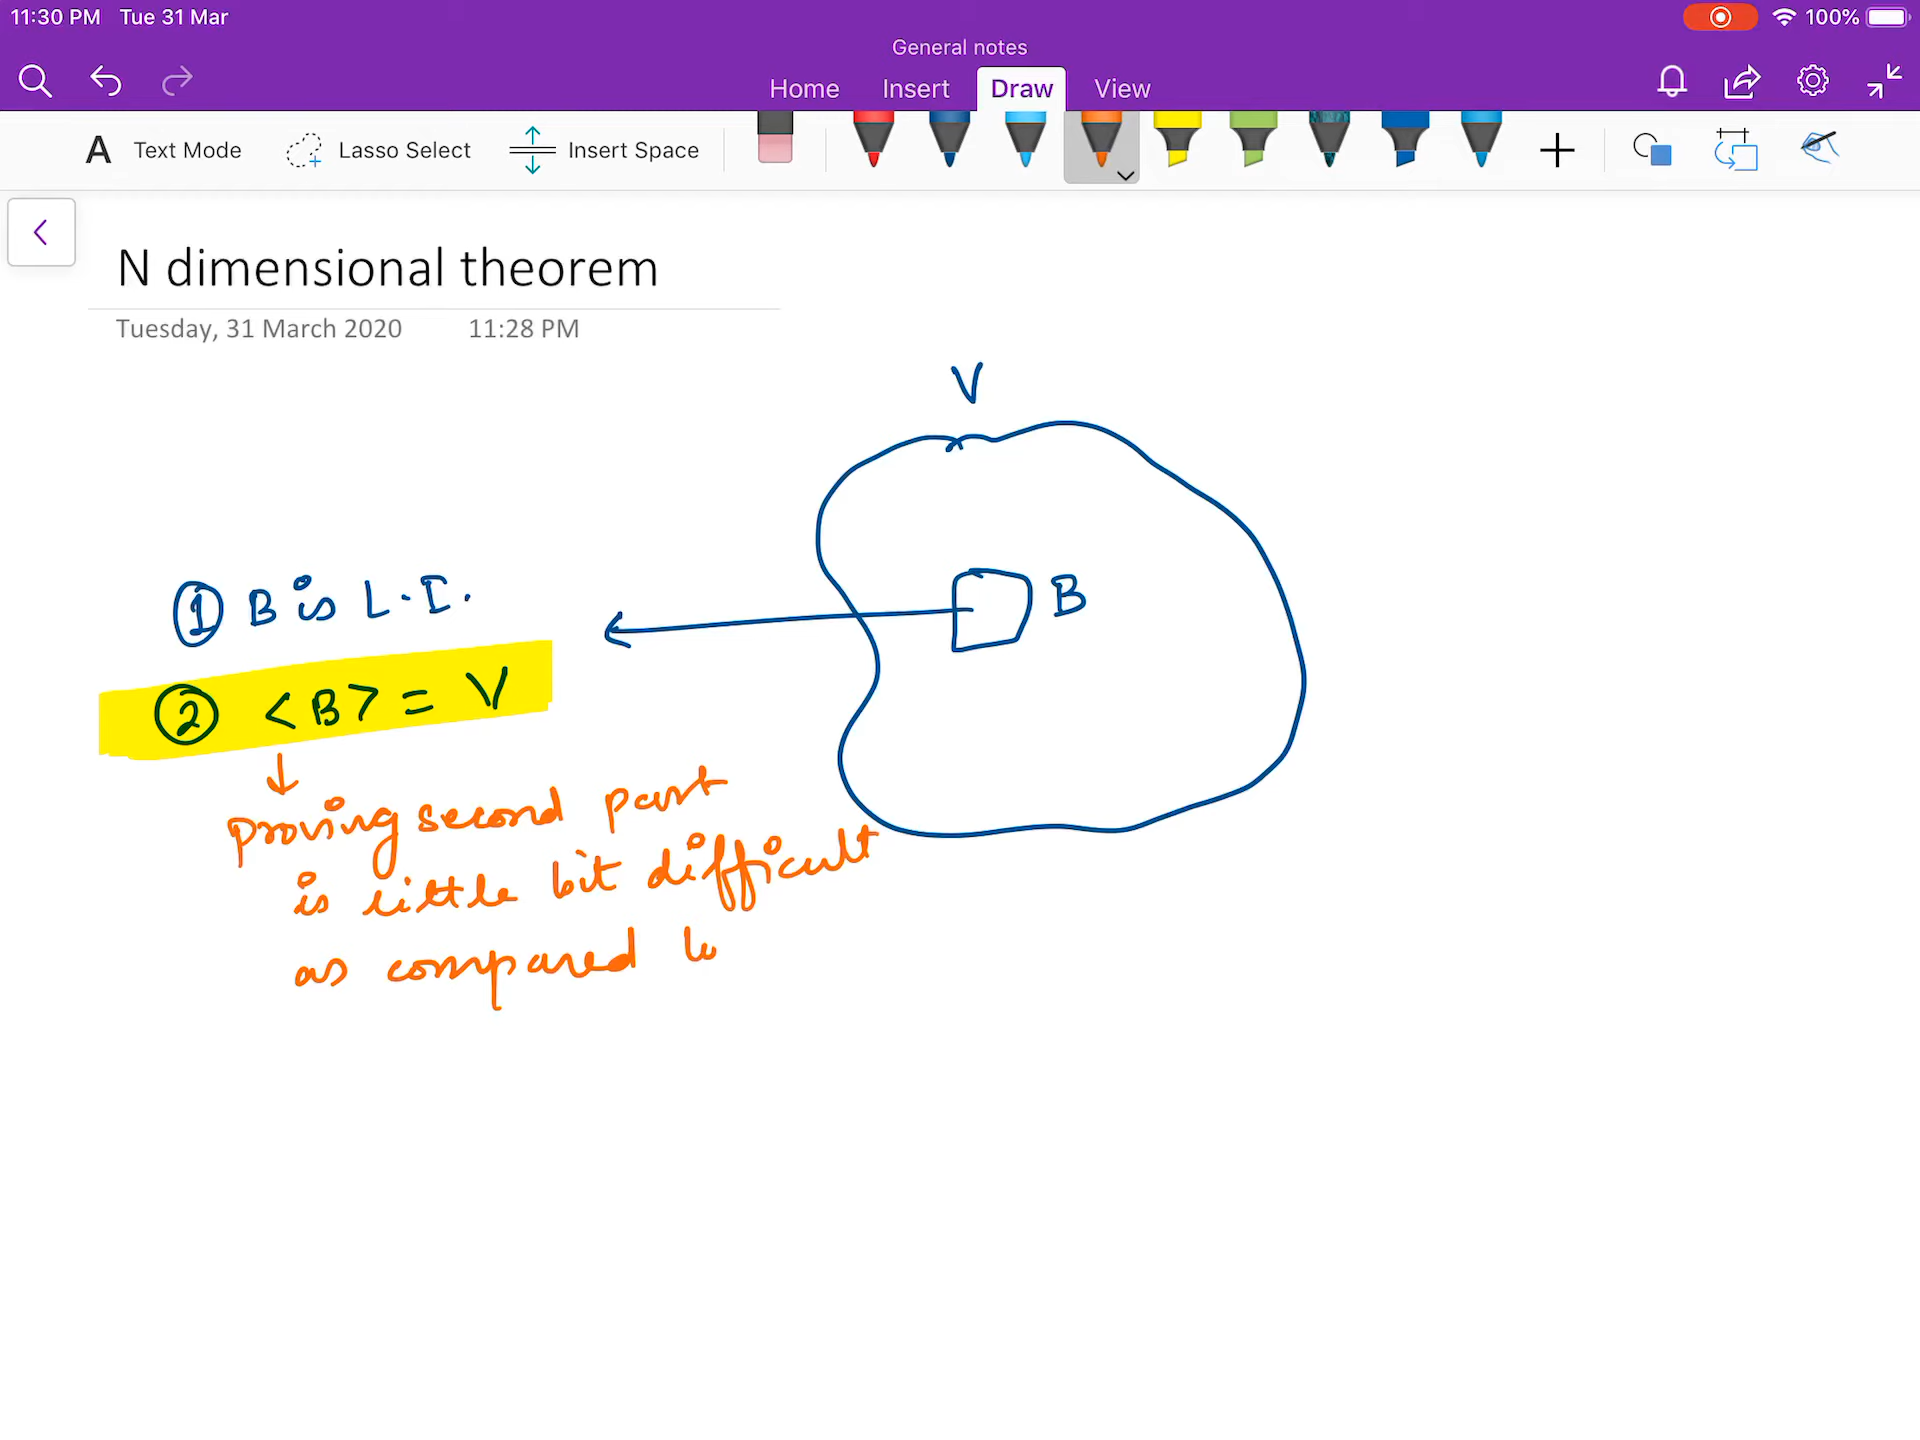 11:30 PM Tue 31 Mar
100%
General notes
Home Insert Draw View
A Text Mode Lasso Select Insert Space
N dimensional theorem
Tuesday, 31 March 2020 11:28 PM
V
B
① B is L.I.
② <B> = V
proving second part
is little bit difficult
as compared to